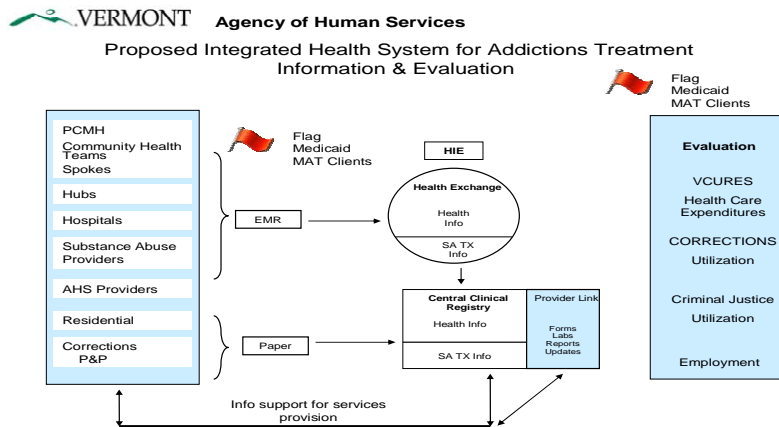 VERMONT
Agency of Human Services
Proposed Integrated Health System for Addictions Treatment
Information & Evaluation
PCMH
Community Health
Teams
Spokes
Hubs
Hospitals
Substance Abuse
Providers
AHS Providers
Residential
Corrections
P&P
Flag
Medicaid
MAT Clients
EMR
Paper
HIE
Health Exchange
Health
Info
SA TX
Info
Central Clinical
Registry
Health Info
SA TX Info
Provider Link
Forms
Labs
Reports
Updates
Info support for services
provision
Flag
Medicaid
MAT Clients
Evaluation
VCURES
Health Care
Expenditures
CORRECTIONS
Utilization
Criminal Justice
Utilization
Employment